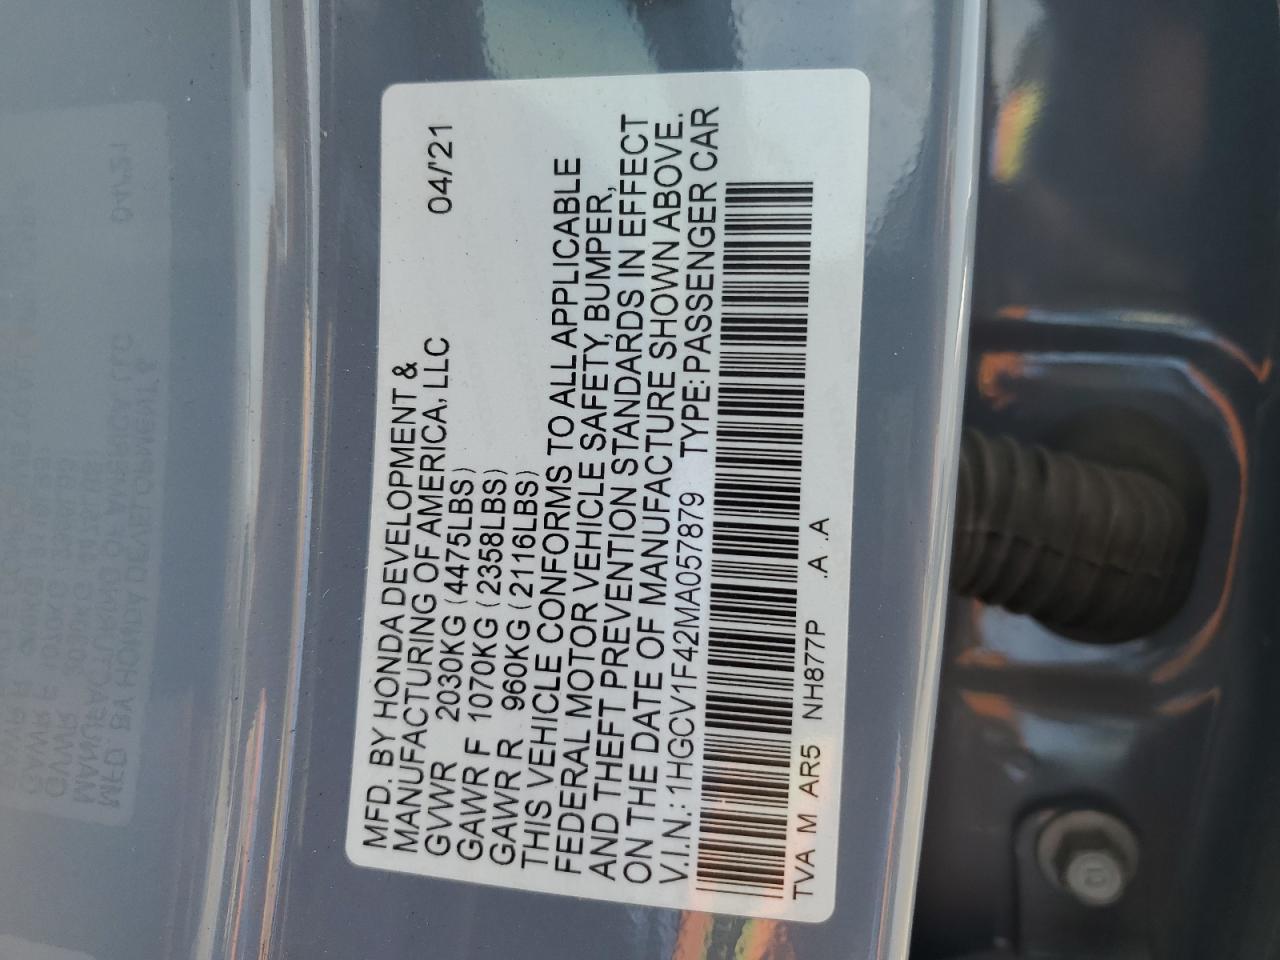 MFD. BY HONDA DEVELOPMENT &
MANUFACTURING OF AMERICA, LLC 04/'21
GVWR 2030KG (4475LBS)
GAWR F 1070KG (2358LBS)
GAWR R 960KG (2116LBS)
THIS VEHICLE CONFORMS TO ALL APPLICABLE
FEDERAL MOTOR VEHICLE SAFETY, BUMPER,
AND THEFT PREVENTION STANDARDS IN EFFECT
ON THE DATE OF MANUFACTURE SHOWN ABOVE.
V.I.N.: 1HGCV1F42MA057879 TYPE: PASSENGER CAR
TVA M AR5 NH877P .A .A